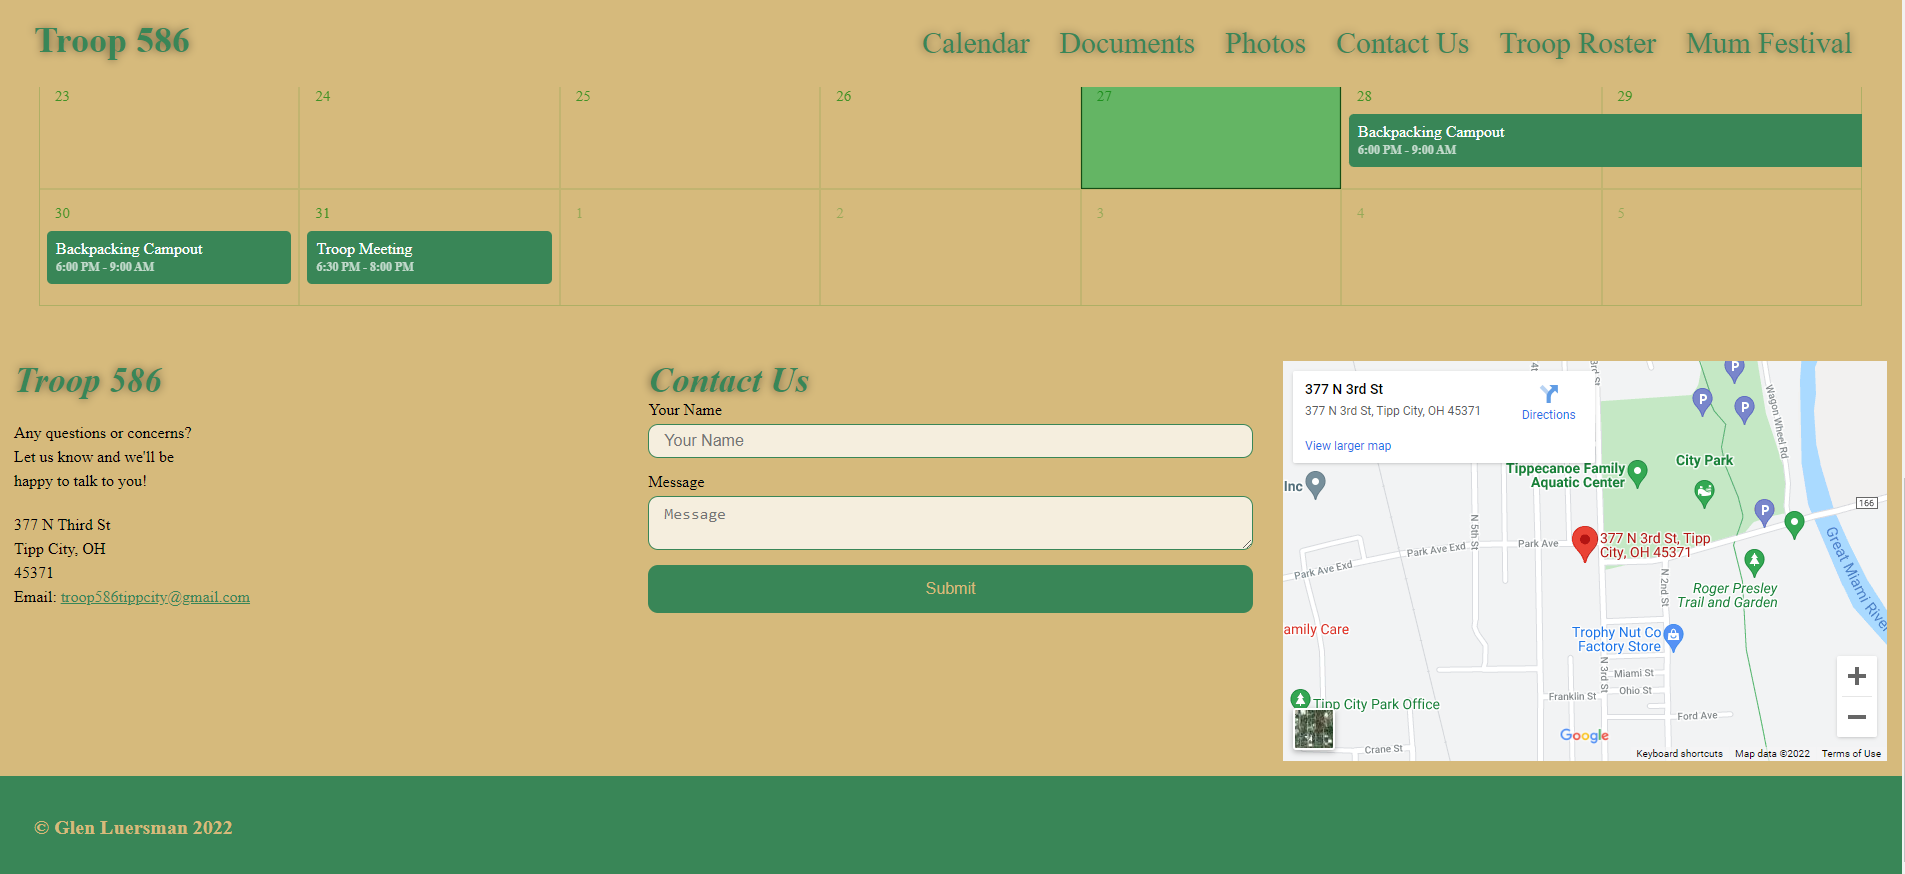 Troop 586
Calendar Documents Photos Contact Us Troop Roster Mum Festival
23 24 25 26 27 28 29
Backpacking Campout
6:00 PM - 9:00 AM
30 31 1 2 3 4 5
Backpacking Campout Troop Meeting
6:00 PM - 9:00 AM 6:30 PM - 8:00 PM
Troop 586
Any questions or concerns?
Let us know and we'll be
happy to talk to you!
377 N Third St
Tipp City, OH
45371
Email: troop586tippcity@gmail.com
Contact Us
Your Name
Your Name
Message
Message
Submit
377 N 3rd St
377 N 3rd St, Tipp City, OH 45371
Directions
View larger map
3rd St
P
P
P
Wagon Wheel Rd
Tippecanoe Family
Aquatic Center
City Park
Inc
P
166
N 5th St
Park Ave Exd
Park Ave
377 N 3rd St, Tipp
City, OH 45371
Park Ave Exd
Great Miami River
N 2nd St
Roger Presley
Trail and Garden
amily Care
Trophy Nut Co
Factory Store
N 3rd St
Miami St
Franklin St
Ohio St
Tipp City Park Office
Ford Ave
Crane St
Google
Keyboard shortcuts Map data ©2022 Terms of Use
© Glen Luersman 2022